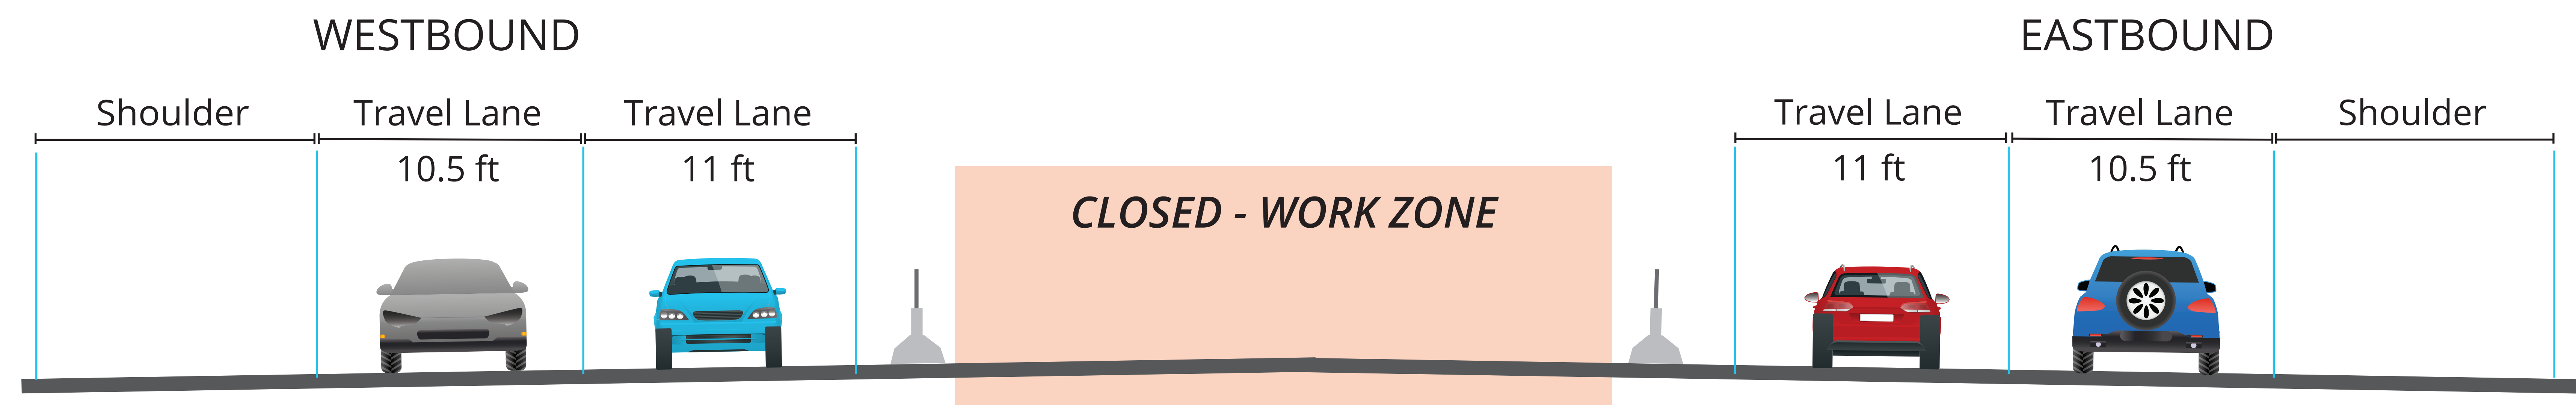 WESTBOUND
EASTBOUND
Shoulder
Travel Lane
Travel Lane
Travel Lane
Travel Lane
Shoulder
10.5 ft
11 ft
11 ft
10.5 ft
CLOSED - WORK ZONE